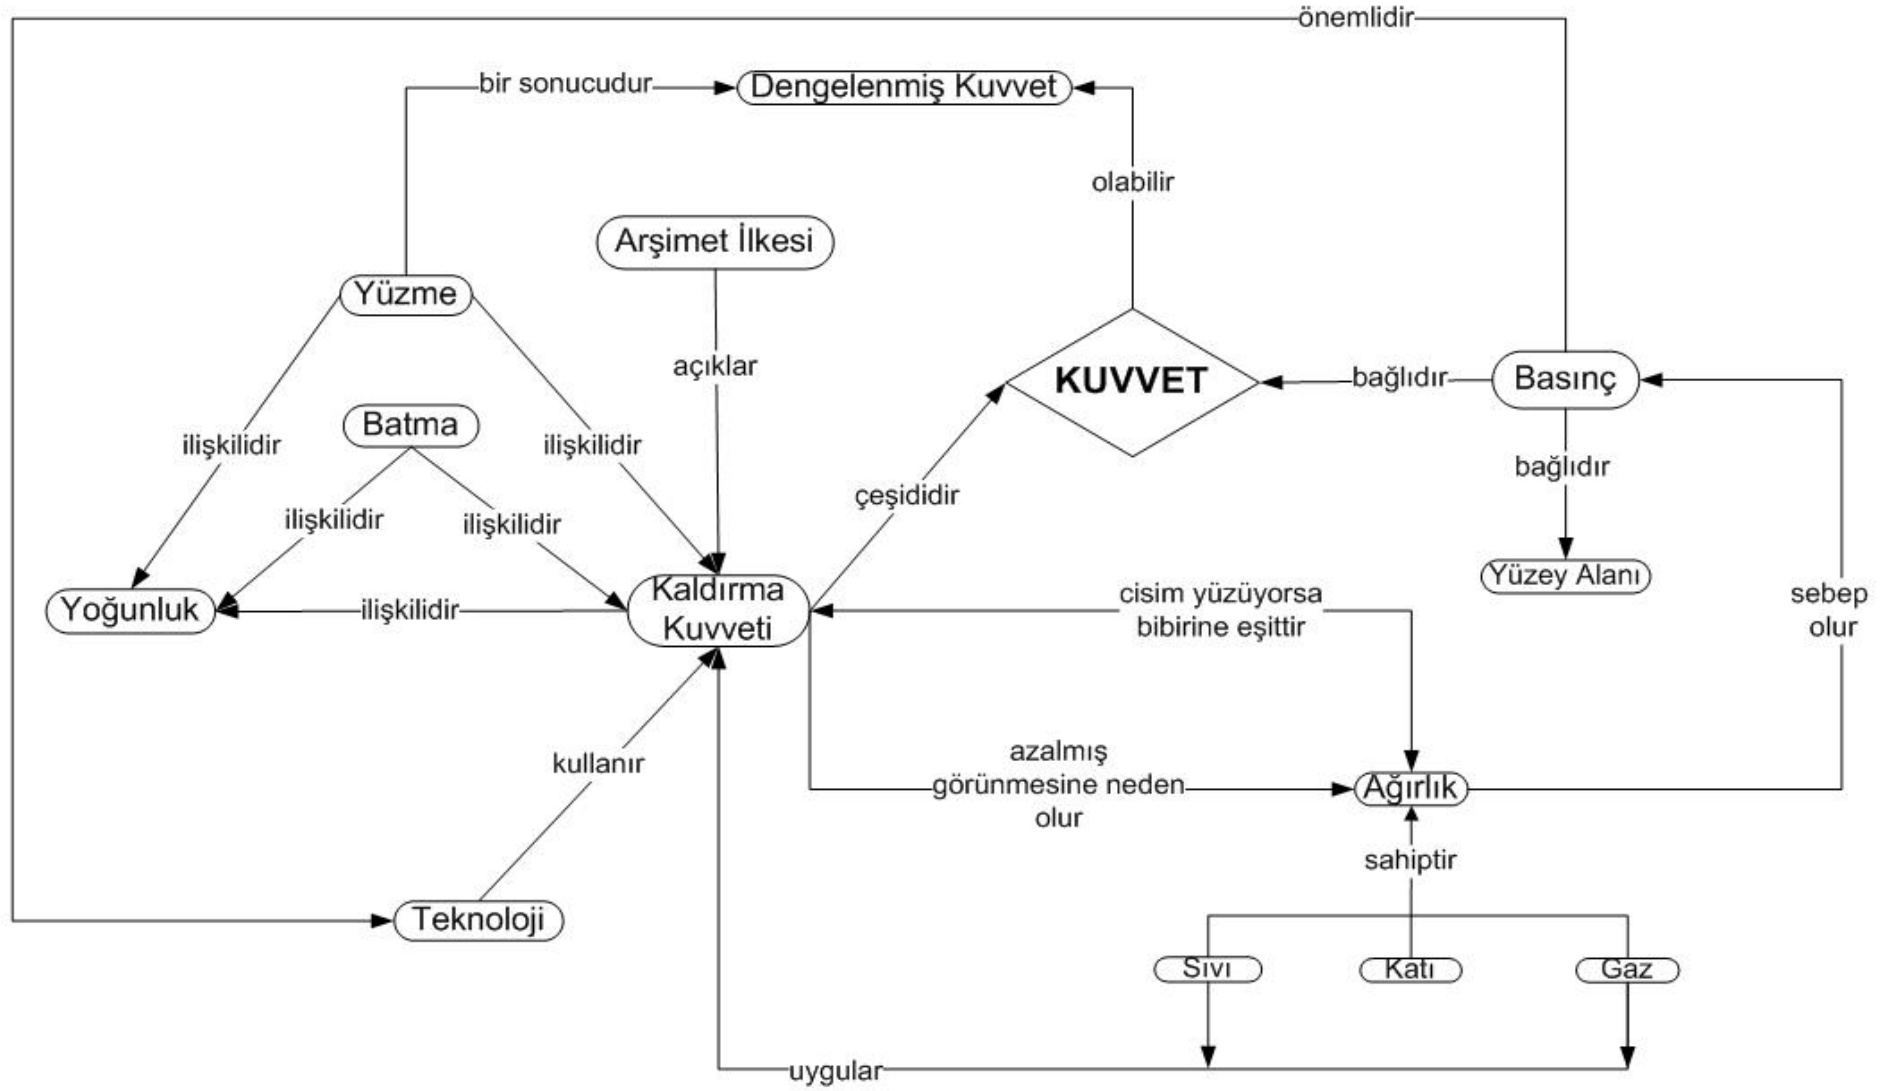 önemlidir
bir sonucudur
Dengelenmiş Kuvvet
olabilir
Arşimet İlkesi
Yüzme
açıklar
KUVVET
bağlıdır
Basınç
Batma
ilişkilidir
ilişkilidir
bağlıdır
çeşididir
ilişkilidir
ilişkilidir
Yüzey Alanı
Yoğunluk
ilişkilidir
Kaldırma
Kuvveti
cisim yüzüyorsa
bibirine eşittir
sebep
olur
kullanır
azalmış
görünmesine neden
olur
Ağırlık
sahiptir
Teknoloji
Sıvı
Katı
Gaz
uygular